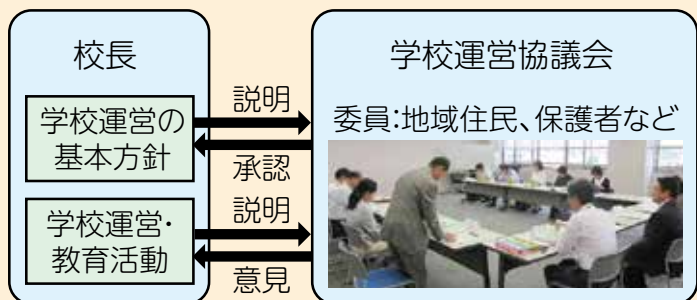 校長
学校運営の
基本方針
学校運営・
教育活動
説明
承認
説明
意見
学校運営協議会
委員:地域住民、保護者など